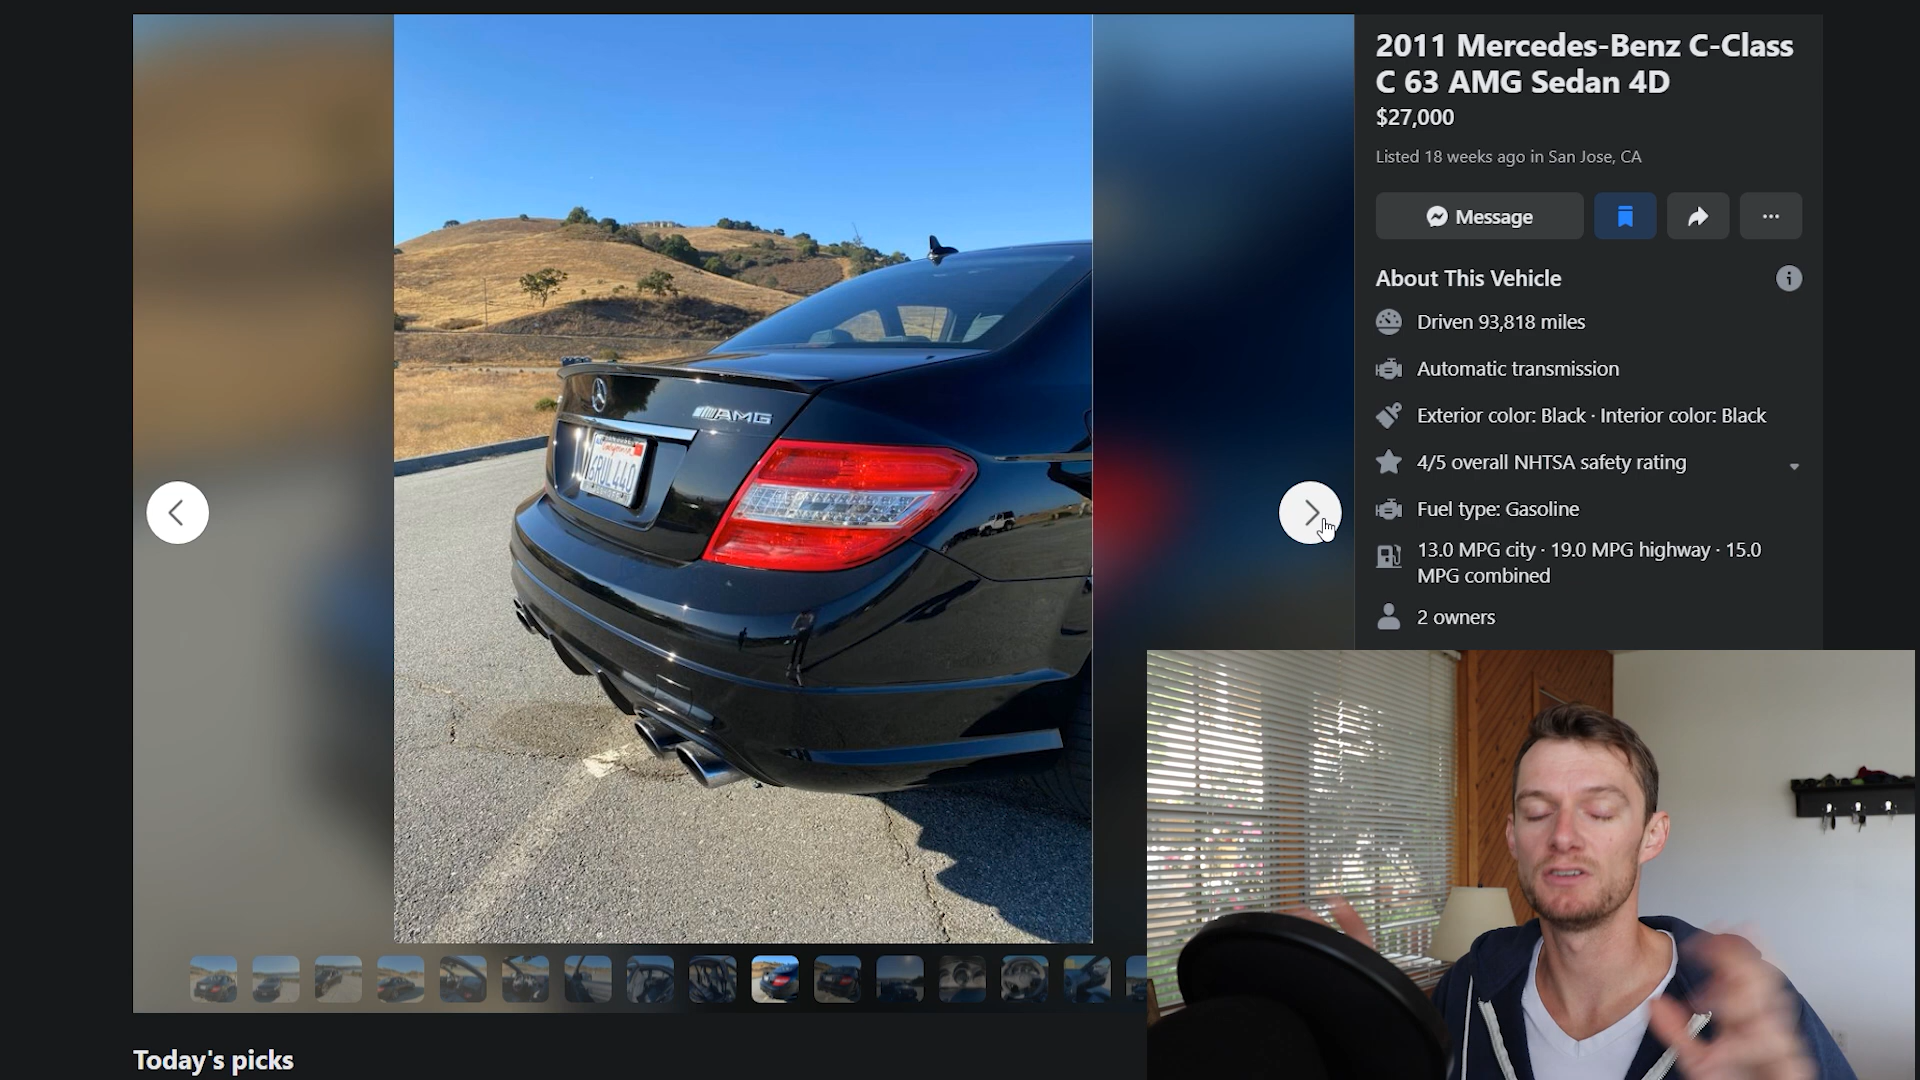 2011 Mercedes-Benz C-Class
C 63 AMG Sedan 4D
$27,000
Listed 18 weeks ago in San Jose, CA
Message
About This Vehicle
Driven 93,818 miles
Automatic transmission
Exterior color: Black · Interior color: Black
4/5 overall NHTSA safety rating
Fuel type: Gasoline
13.0 MPG city · 19.0 MPG highway · 15.0
MPG combined
2 owners
AMG
California
Today's picks